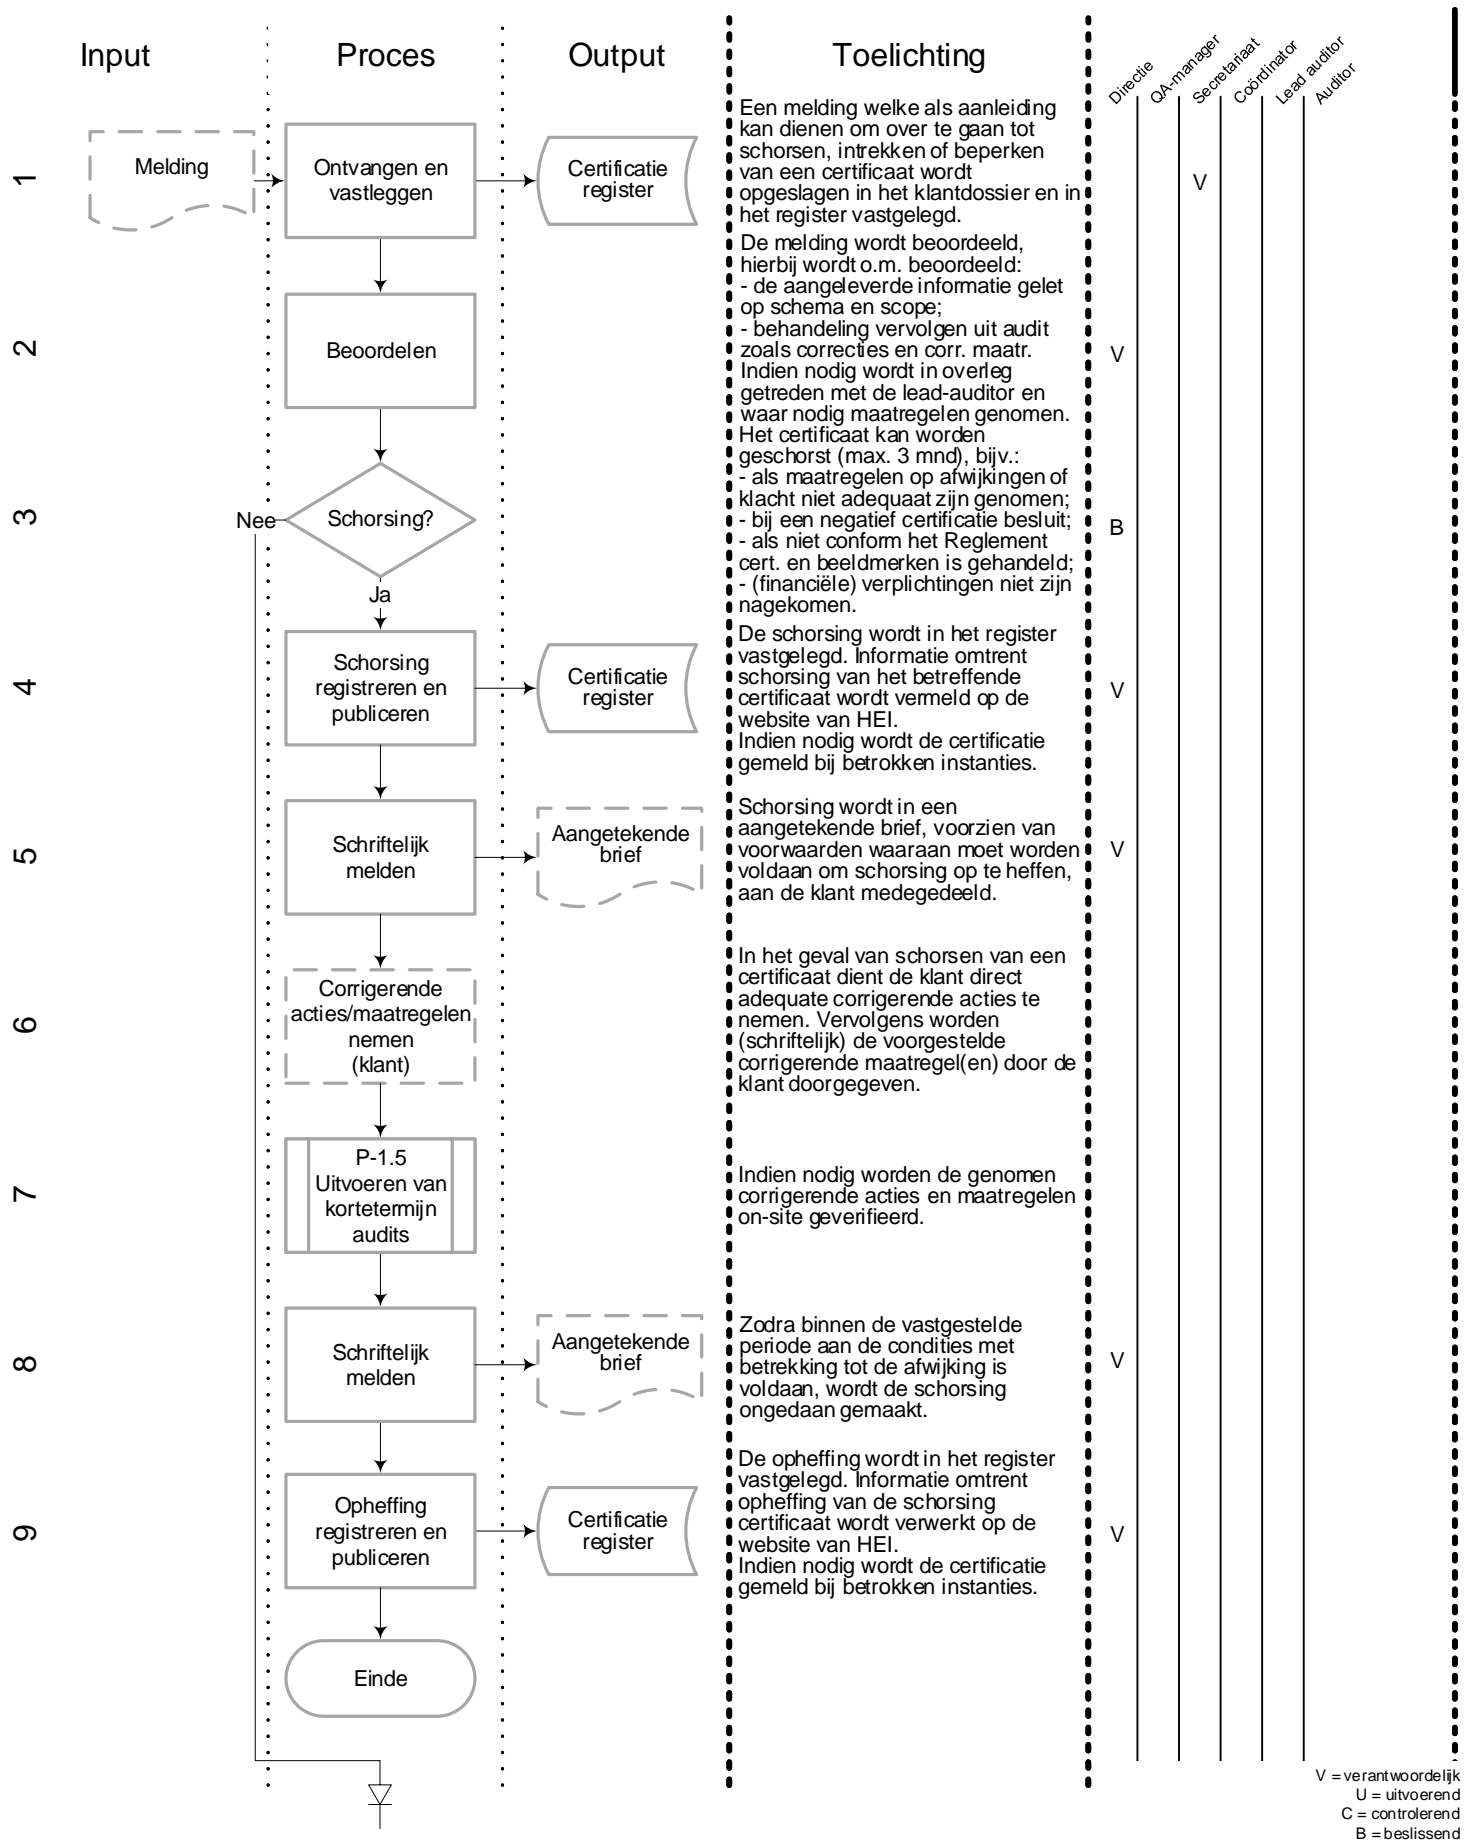 Input
Proces
Output
Toelichting
Directie
QA-manager
Secretariaat
Coördinator
Lead auditor
Auditor
1
Melding
Ontvangen en
vastleggen
Certificatie
register
Een melding welke als aanleiding
kan dienen om over te gaan tot
schorsen, intrekken of beperken
van een certificaat wordt
opgeslagen in het klantdossier en in
het register vastgelegd.
V
2
Beoordelen
De melding wordt beoordeeld,
hierbij wordt o.m. beoordeeld:
- de aangeleverde informatie gelet
op schema en scope;
- behandeling vervolgen uit audit
zoals correcties en corr. maatr.
Indien nodig wordt in overleg
getreden met de lead-auditor en
waar nodig maatregelen genomen.
V
3
Nee
Schorsing?
Ja
Het certificaat kan worden
geschorst (max. 3 mnd), bijv.:
- als maatregelen op afwijkingen of
klacht niet adequaat zijn genomen;
- bij een negatief certificatie besluit;
- als niet conform het Reglement
cert. en beeldmerken is gehandeld;
- (financiële) verplichtingen niet zijn
nagekomen.
B
4
Schorsing
registreren en
publiceren
Certificatie
register
De schorsing wordt in het register
vastgelegd. Informatie omtrent
schorsing van het betreffende
certificaat wordt vermeld op de
website van HEI.
Indien nodig wordt de certificatie
gemeld bij betrokken instanties.
V
5
Schriftelijk
melden
Aangetekende
brief
Schorsing wordt in een
aangetekende brief, voorzien van
voorwaarden waaraan moet worden
voldaan om schorsing op te heffen,
aan de klant medegedeeld.
V
6
Corrigerende
acties/maatregelen
nemen
(klant)
In het geval van schorsen van een
certificaat dient de klant direct
adequate corrigerende acties te
nemen. Vervolgens worden
(schriftelijk) de voorgestelde
corrigerende maatregel(en) door de
klant doorgegeven.
7
P-1.5
Uitvoeren van
kortetermijn
audits
Indien nodig worden de genomen
corrigerende acties en maatregelen
on-site geverifieerd.
8
Schriftelijk
melden
Aangetekende
brief
Zodra binnen de vastgestelde
periode aan de condities met
betrekking tot de afwijking is
voldaan, wordt de schorsing
ongedaan gemaakt.
V
9
Opheffing
registreren en
publiceren
Certificatie
register
De opheffing wordt in het register
vastgelegd. Informatie omtrent
opheffing van de schorsing
certificaat wordt verwerkt op de
website van HEI.
Indien nodig wordt de certificatie
gemeld bij betrokken instanties.
V
Einde
V = verantwoordelijk
U = uitvoerend
C = controlerend
B = beslissend